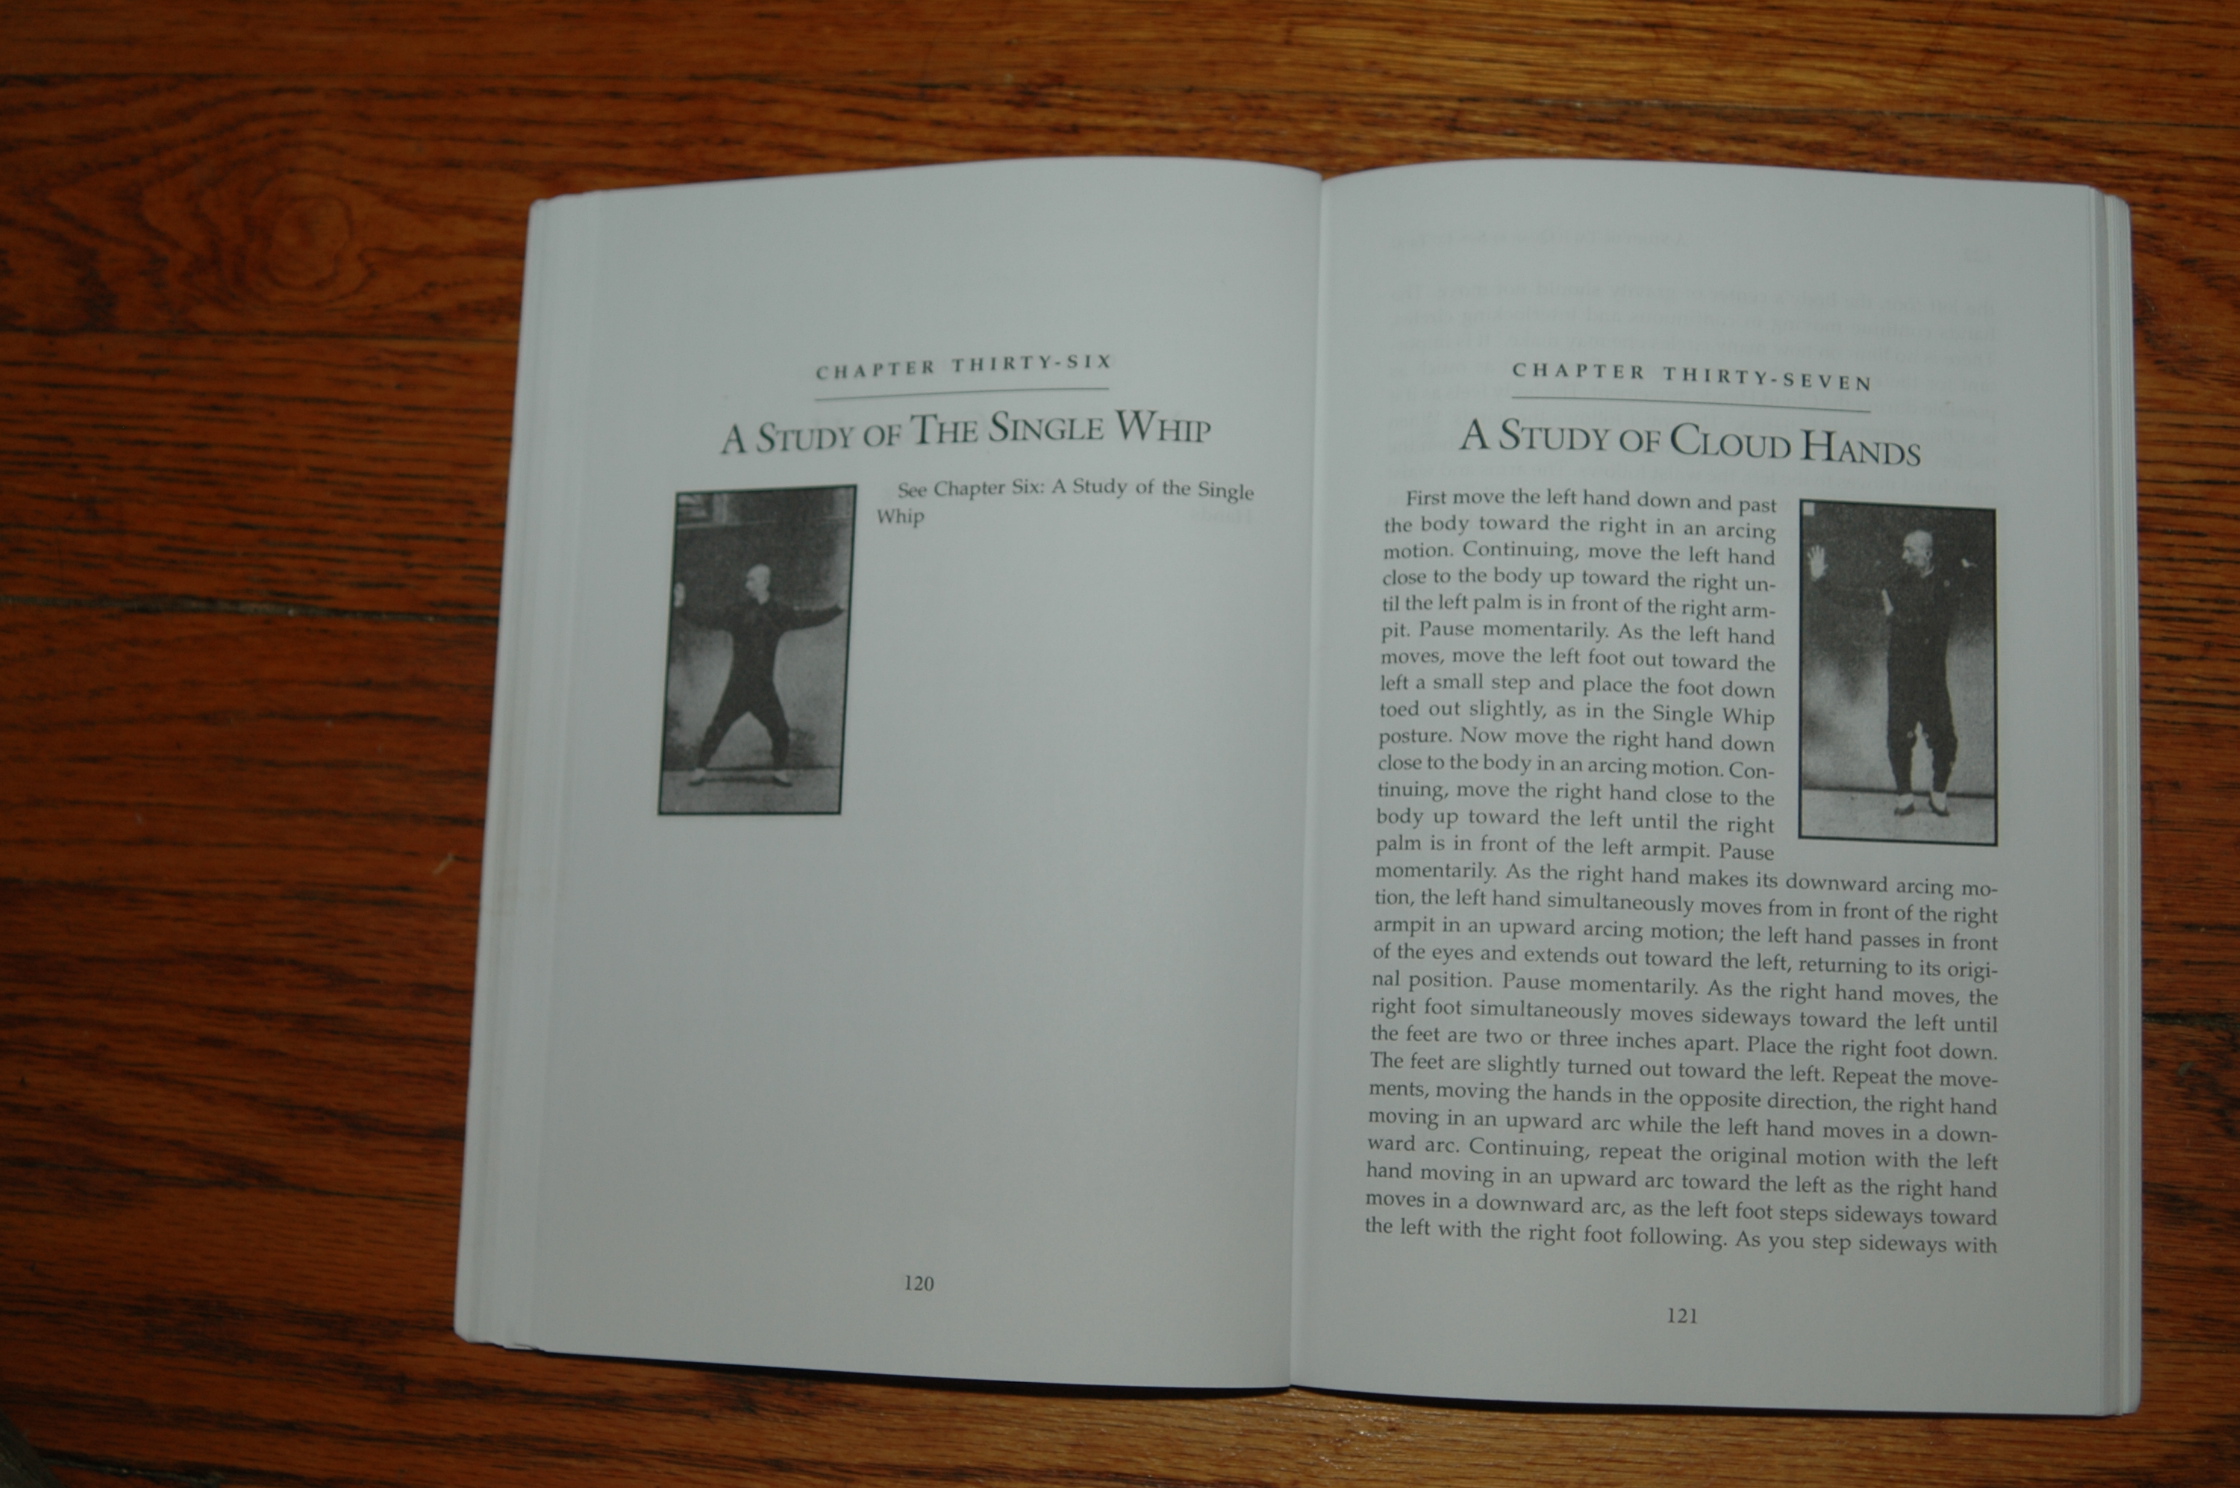 CHAPTER THIRTY-SIX
A STUDY OF THE SINGLE WHIP
See Chapter Six: A Study of the Single
Whip
120
CHAPTER THIRTY-SEVEN
A STUDY OF CLOUD HANDS
First move the left hand down and past
the body toward the right in an arcing
motion. Continuing, move the left hand
close to the body up toward the right un-
til the left palm is in front of the right arm-
pit. Pause momentarily. As the left hand
moves, move the left foot out toward the
left a small step and place the foot down
toed out slightly, as in the Single Whip
posture. Now move the right hand down
close to the body in an arcing motion. Con-
tinuing, move the right hand close to the
body up toward the left until the right
palm is in front of the left armpit. Pause
momentarily. As the right hand makes its downward arcing mo-
tion, the left hand simultaneously moves from in front of the right
armpit in an upward arcing motion; the left hand passes in front
of the eyes and extends out toward the left, returning to its origi-
nal position. Pause momentarily. As the right hand moves, the
right foot simultaneously moves sideways toward the left until
the feet are two or three inches apart. Place the right foot down.
The feet are slightly turned out toward the left. Repeat the move-
ments, moving the hands in the opposite direction, the right hand
moving in an upward arc while the left hand moves in a down-
ward arc. Continuing, repeat the original motion with the left
hand moving in an upward arc toward the left as the right hand
moves in a downward arc, as the left foot steps sideways toward
the left with the right foot following. As you step sideways with
121